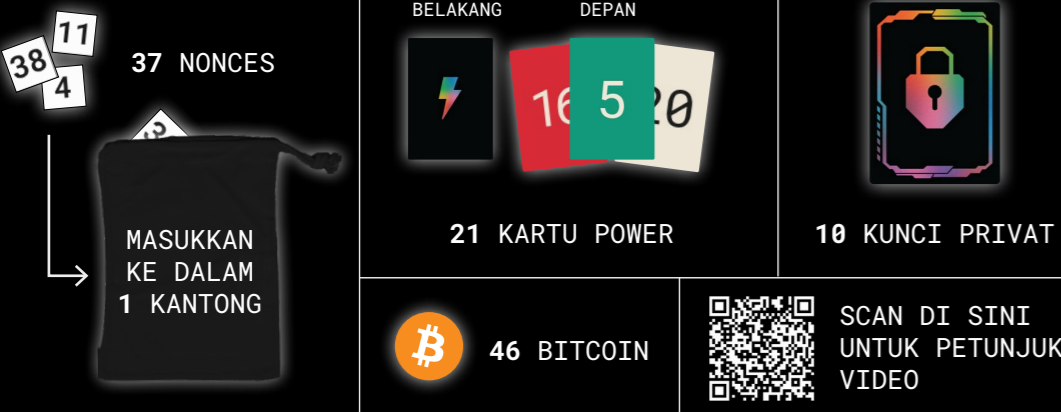 11
38
4
37 NONCES
3
MASUKKAN
KE DALAM
1 KANTONG
BELAKANG
DEPAN
16
5
20
21 KARTU POWER
10 KUNCI PRIVAT
46 BITCOIN
SCAN DI SINI
UNTUK PETUNJUK
VIDEO